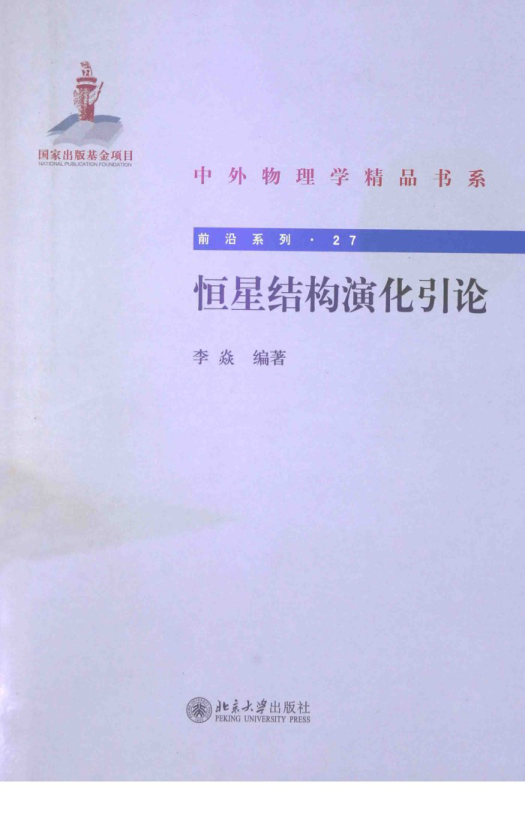 国家出版基金项目
NATIONAL PUBLICATION FOUNDATION
中外物理学精品书系
前沿系列·27
恒星结构演化引论
李焱 编著
北京大学出版社
PEKING UNIVERSITY PRESS